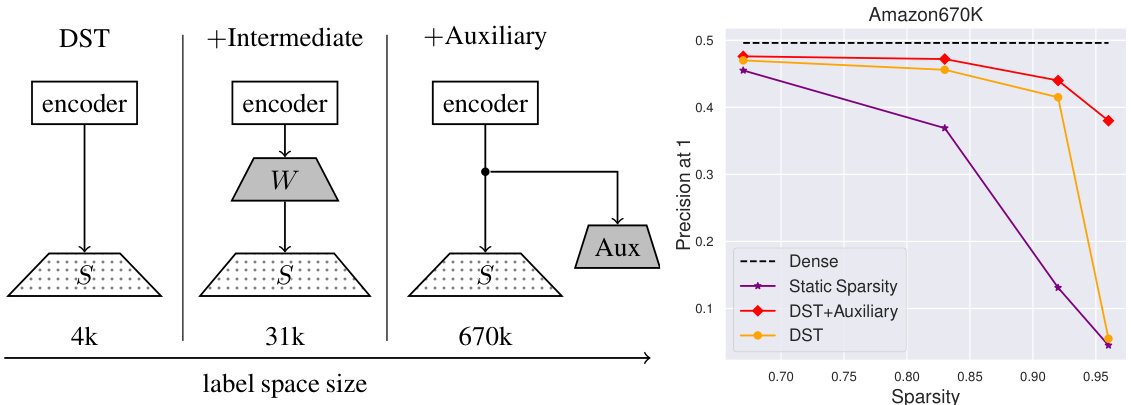 DST
+Intermediate
+Auxiliary
encoder
encoder
encoder
W
Aux
S
S
S
4k
31k
670k
label space size
Amazon670K
Precision at 1
0.5
0.4
0.3
0.2
0.1
Dense
Static Sparsity
DST+Auxiliary
DST
0.70
0.75
0.80
0.85
0.90
0.95
Sparsity